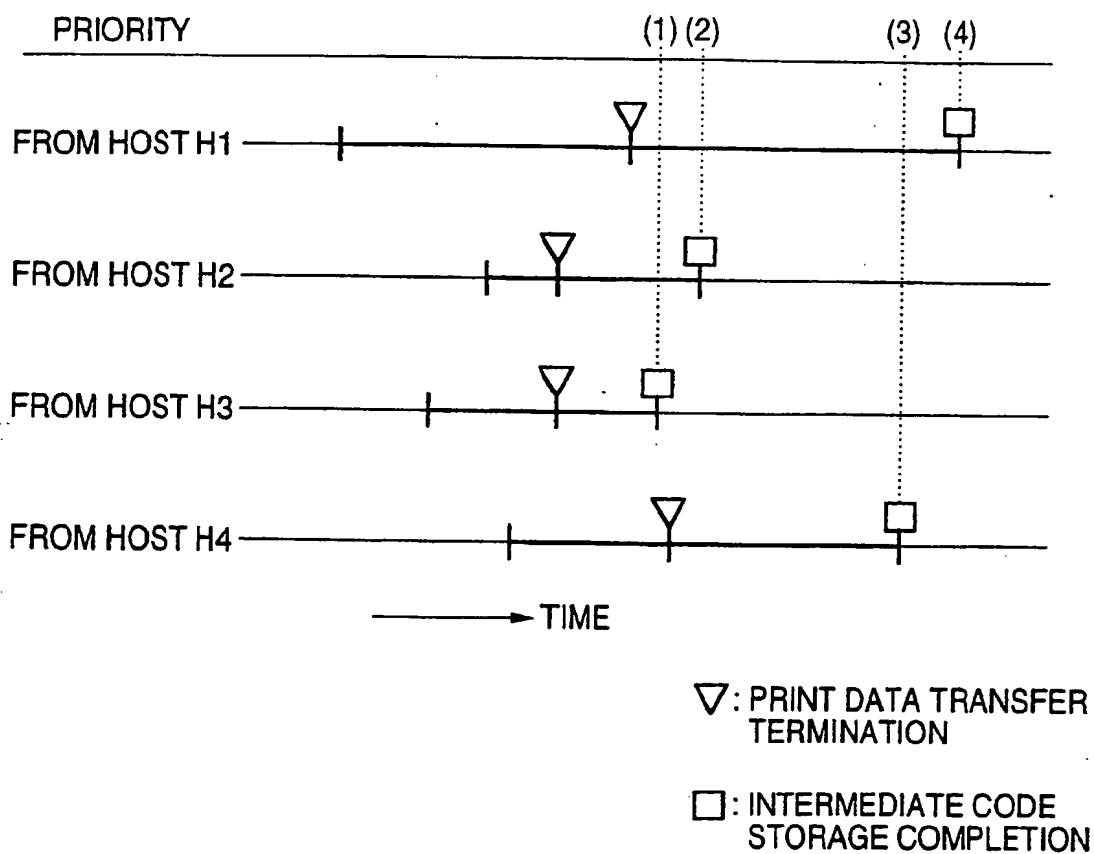 PRIORITY (1) (2) (3) (4)
FROM HOST H1
FROM HOST H2
FROM HOST H3
FROM HOST H4
TIME
: PRINT DATA TRANSFER
TERMINATION
: INTERMEDIATE CODE
STORAGE COMPLETION